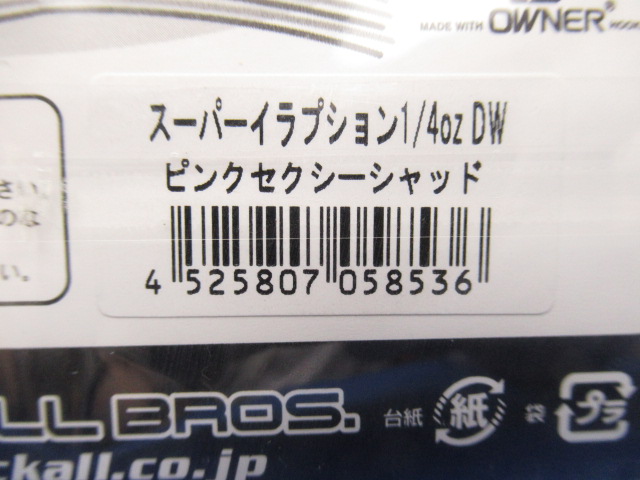 MADE WITH OWNER® HOOKS
スーパーイラプション1/4oz DW
ピンクセクシーシャッド
さい。
のは
い。
4 525807 058536
LL BROS.
ckall.co.jp
台紙
紙
袋
プラ